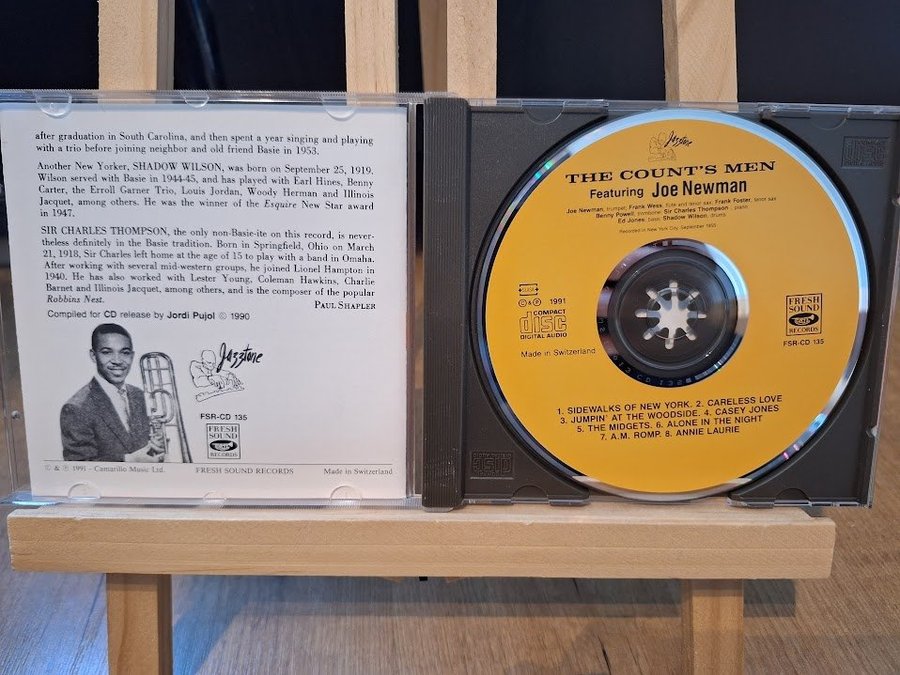 after graduation in South Carolina, and then spent a year singing and playing
with a trio before joining neighbor and old friend Basie in 1953.
Another New Yorker, SHADOW WILSON, was born on September 25, 1919.
Wilson served with Basie in 1944-45, and has played with Earl Hines, Benny
Carter, the Erroll Garner Trio, Louis Jordan, Woody Herman and Illinois
Jacquet, among others. He was the winner of the Esquire New Star award
in 1947.
SIR CHARLES THOMPSON, the only non-Basie-ite on this record, is never-
theless definitely in the Basie tradition. Born in Springfield, Ohio on March
21, 1918, Sir Charles left home at the age of 15 to play with a band in Omaha.
After working with several mid-western groups, he joined Lionel Hampton in
1940. He has also worked with Lester Young, Coleman Hawkins, Charlie
Barnet and Illinois Jacquet, among others, and is the composer of the popular
Robbins Nest.
PAUL SHAPLER
Compiled for CD release by Jordi Pujol © 1990
Jazztone
FSR-CD 135
FRESH
SOUND
RECORDS
© & ℗ 1991 - Camarillo Music Ltd.
FRESH SOUND RECORDS
Made in Switzerland
Jazztone
THE COUNT'S MEN
Featuring Joe Newman
Joe Newman, trumpet; Frank Wess, flute and tenor sax; Frank Foster, tenor sax
Benny Powell, trombone; Sir Charles Thompson, piano
Ed Jones, bass; Shadow Wilson, drums
Recorded in New York City, September 1955
© & ℗ 1991
COMPACT
disc
DIGITAL AUDIO
Made in Switzerland
FRESH
SOUND
RECORDS
FSR-CD 135
1. SIDEWALKS OF NEW YORK. 2. CARELESS LOVE
3. JUMPIN' AT THE WOODSIDE. 4. CASEY JONES
5. THE MIDGETS. 6. ALONE IN THE NIGHT
7. A.M. ROMP. 8. ANNIE LAURIE